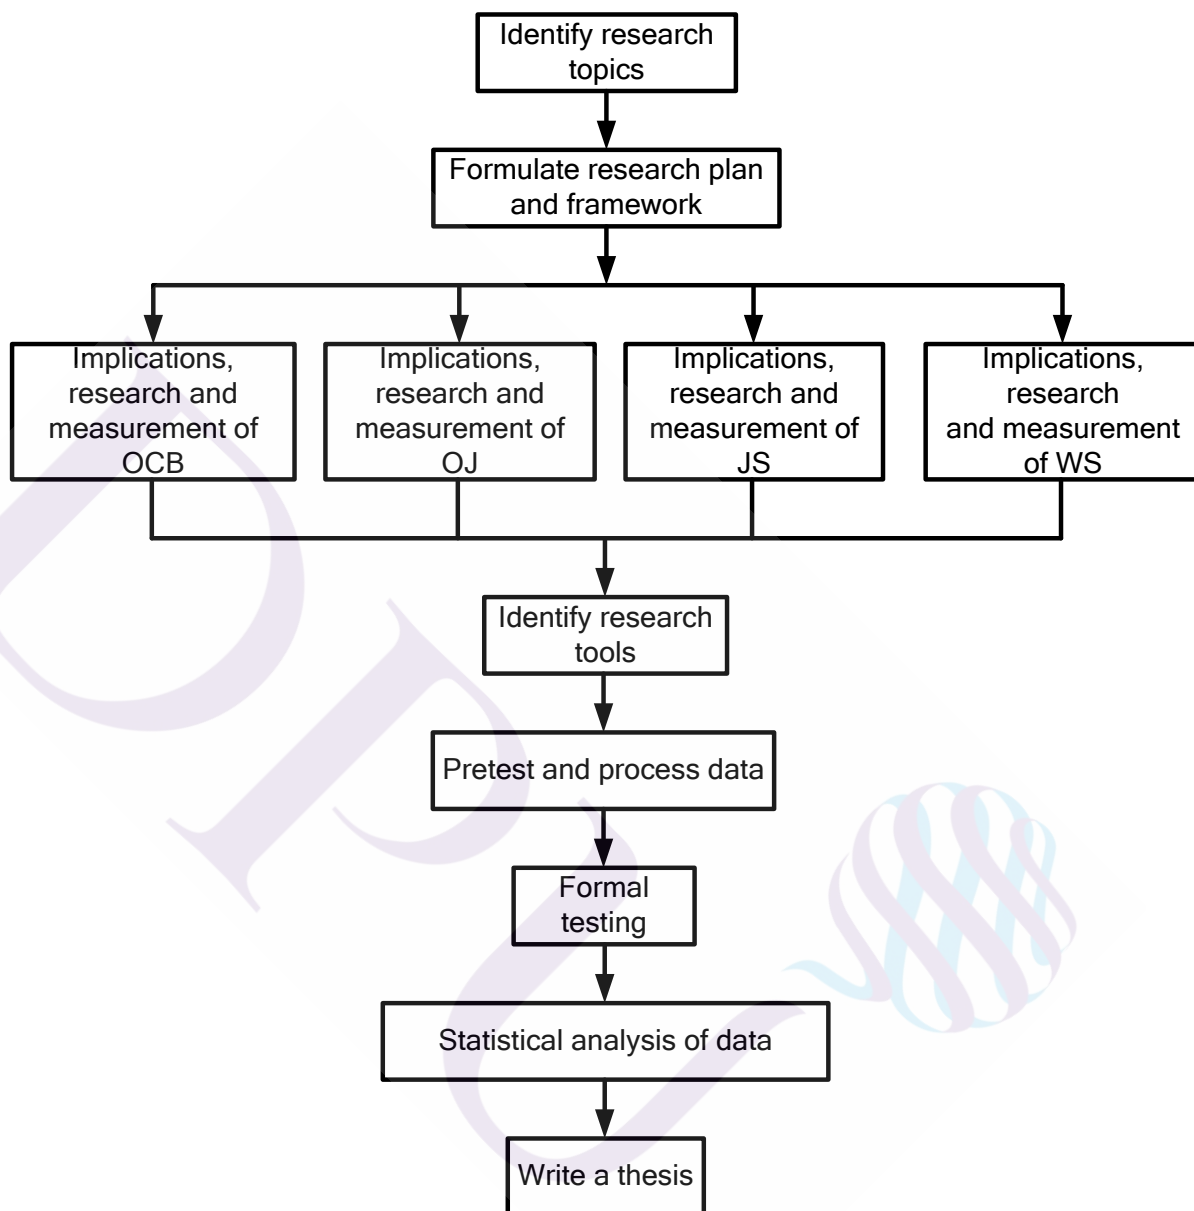 Identify research
topics
Formulate research plan
and framework
Implications,
research and
measurement of
OCB
Implications,
research and
measurement of
OJ
Implications,
research and
measurement of
JS
Implications,
research
and measurement
of WS
Identify research
tools
Pretest and process data
Formal
testing
Statistical analysis of data
Write a thesis
DPU